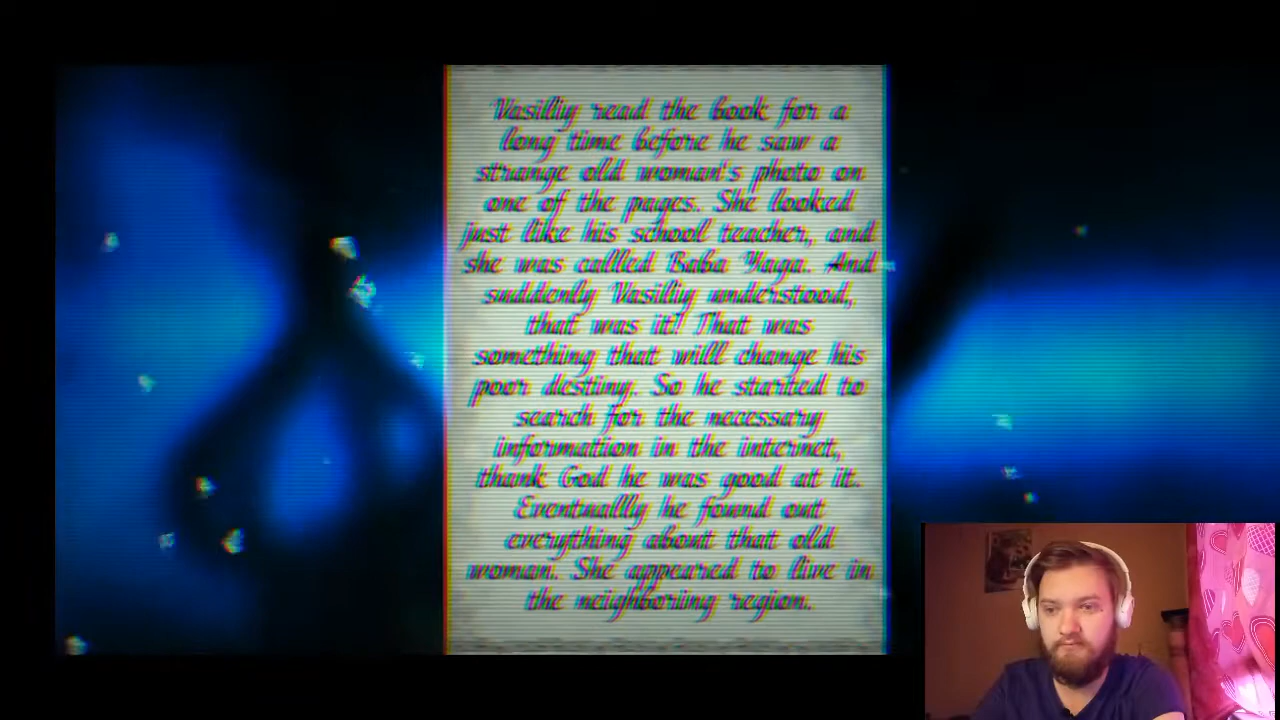 Vasiliy read the book for a
long time before he saw a
strange old woman's photo on
one of the pages. She looked
just like his school teacher, and
she was called Baba Yaga. And
suddenly Vasiliy understood,
that was it! That was
something that will change his
poor destiny. So he started to
search for the necessary
information in the internet,
thank God he was good at it.
Eventually he found out
everything about that old
woman. She appeared to live in
the neighboring region.